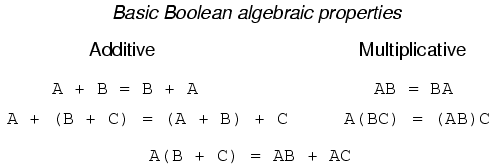 Basic Boolean algebraic properties
Additive Multiplicative
A + B = B + A AB = BA
A + (B + C) = (A + B) + C A(BC) = (AB)C
A(B + C) = AB + AC